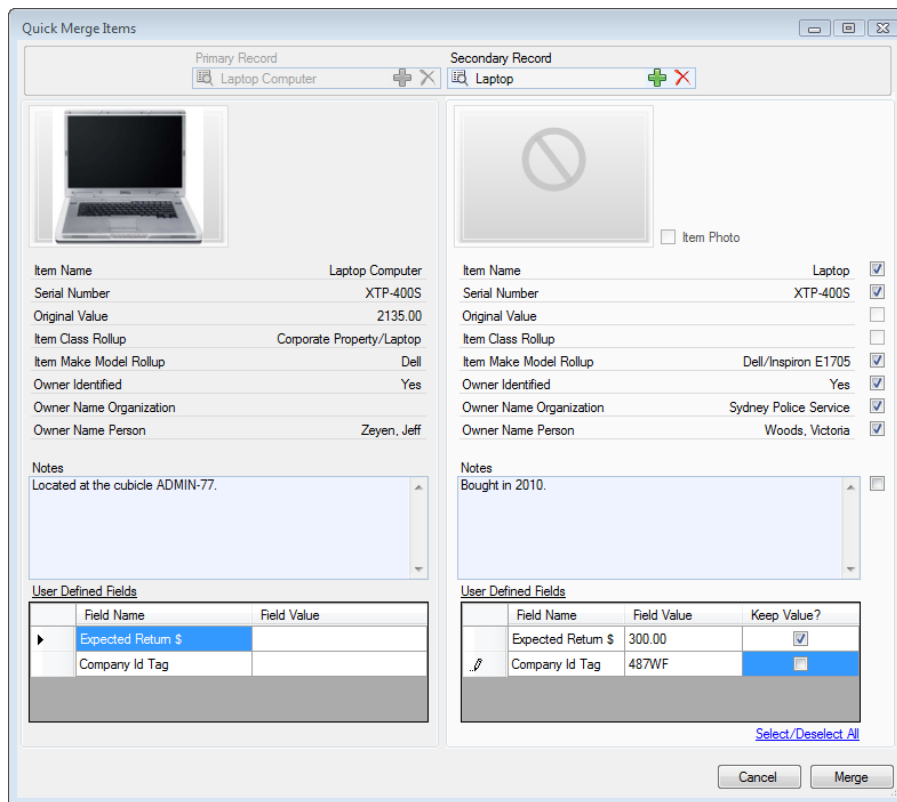 Quick Merge Items
Primary Record Secondary Record
Laptop Computer Laptop
Item Photo
Item Name Laptop Computer Item Name Laptop
Serial Number XTP-400S Serial Number XTP-400S
Original Value 2135.00 Original Value
Item Class Rollup Corporate Property/Laptop Item Class Rollup
Item Make Model Rollup Dell Item Make Model Rollup Dell/Inspiron E1705
Owner Identified Yes Owner Identified Yes
Owner Name Organization Owner Name Organization Sydney Police Service
Owner Name Person Zeyen, Jeff Owner Name Person Woods, Victoria
Notes Notes
Located at the cubicle ADMIN-77. Bought in 2010.
User Defined Fields User Defined Fields
Field Name Field Value Field Name Field Value Keep Value?
Expected Return $ Expected Return $ 300.00
Company Id Tag Company Id Tag 487WF
Select/Deselect All
Cancel Merge